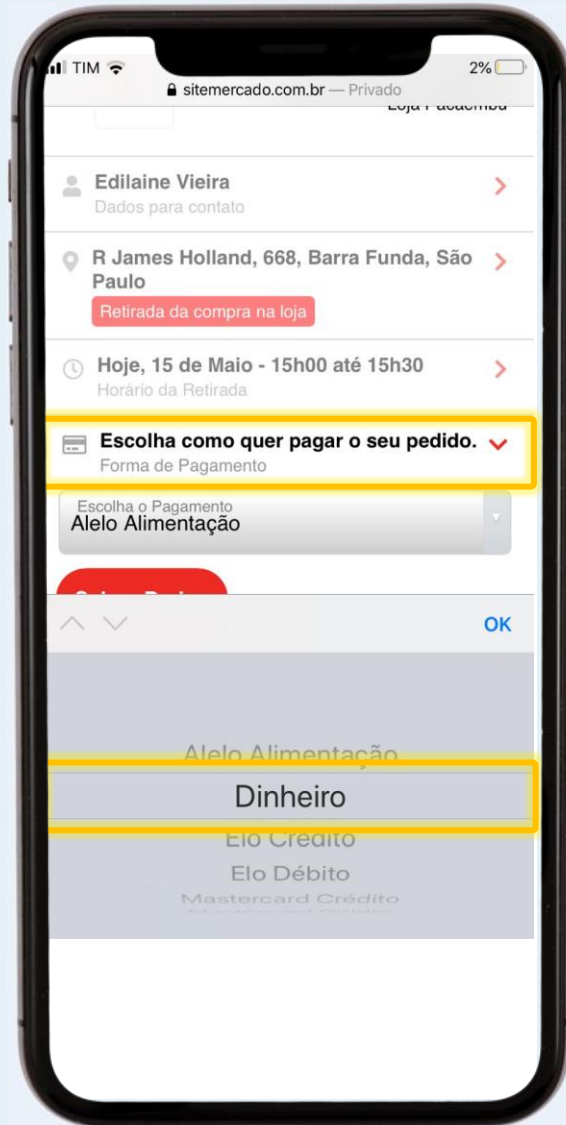 TIM
2%
sitemercado.com.br — Privado
Loja Pacaembu
Edilaine Vieira
Dados para contato
R James Holland, 668, Barra Funda, São
Paulo
Retirada da compra na loja
Hoje, 15 de Maio - 15h00 até 15h30
Horário da Retirada
Escolha como quer pagar o seu pedido.
Forma de Pagamento
Escolha o Pagamento
Alelo Alimentação
OK
Alelo Alimentação
Dinheiro
Elo Crédito
Elo Débito
Mastercard Crédito